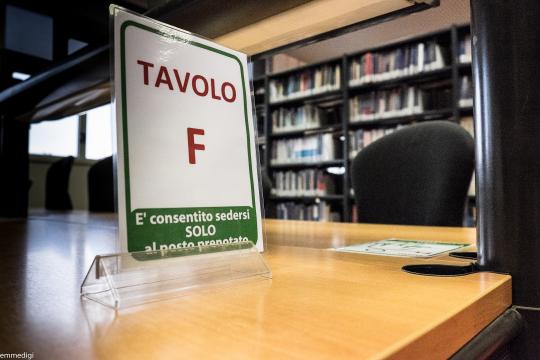 TAVOLO
F
E' consentito sedersi
SOLO
al posto prenotato
emmedigi